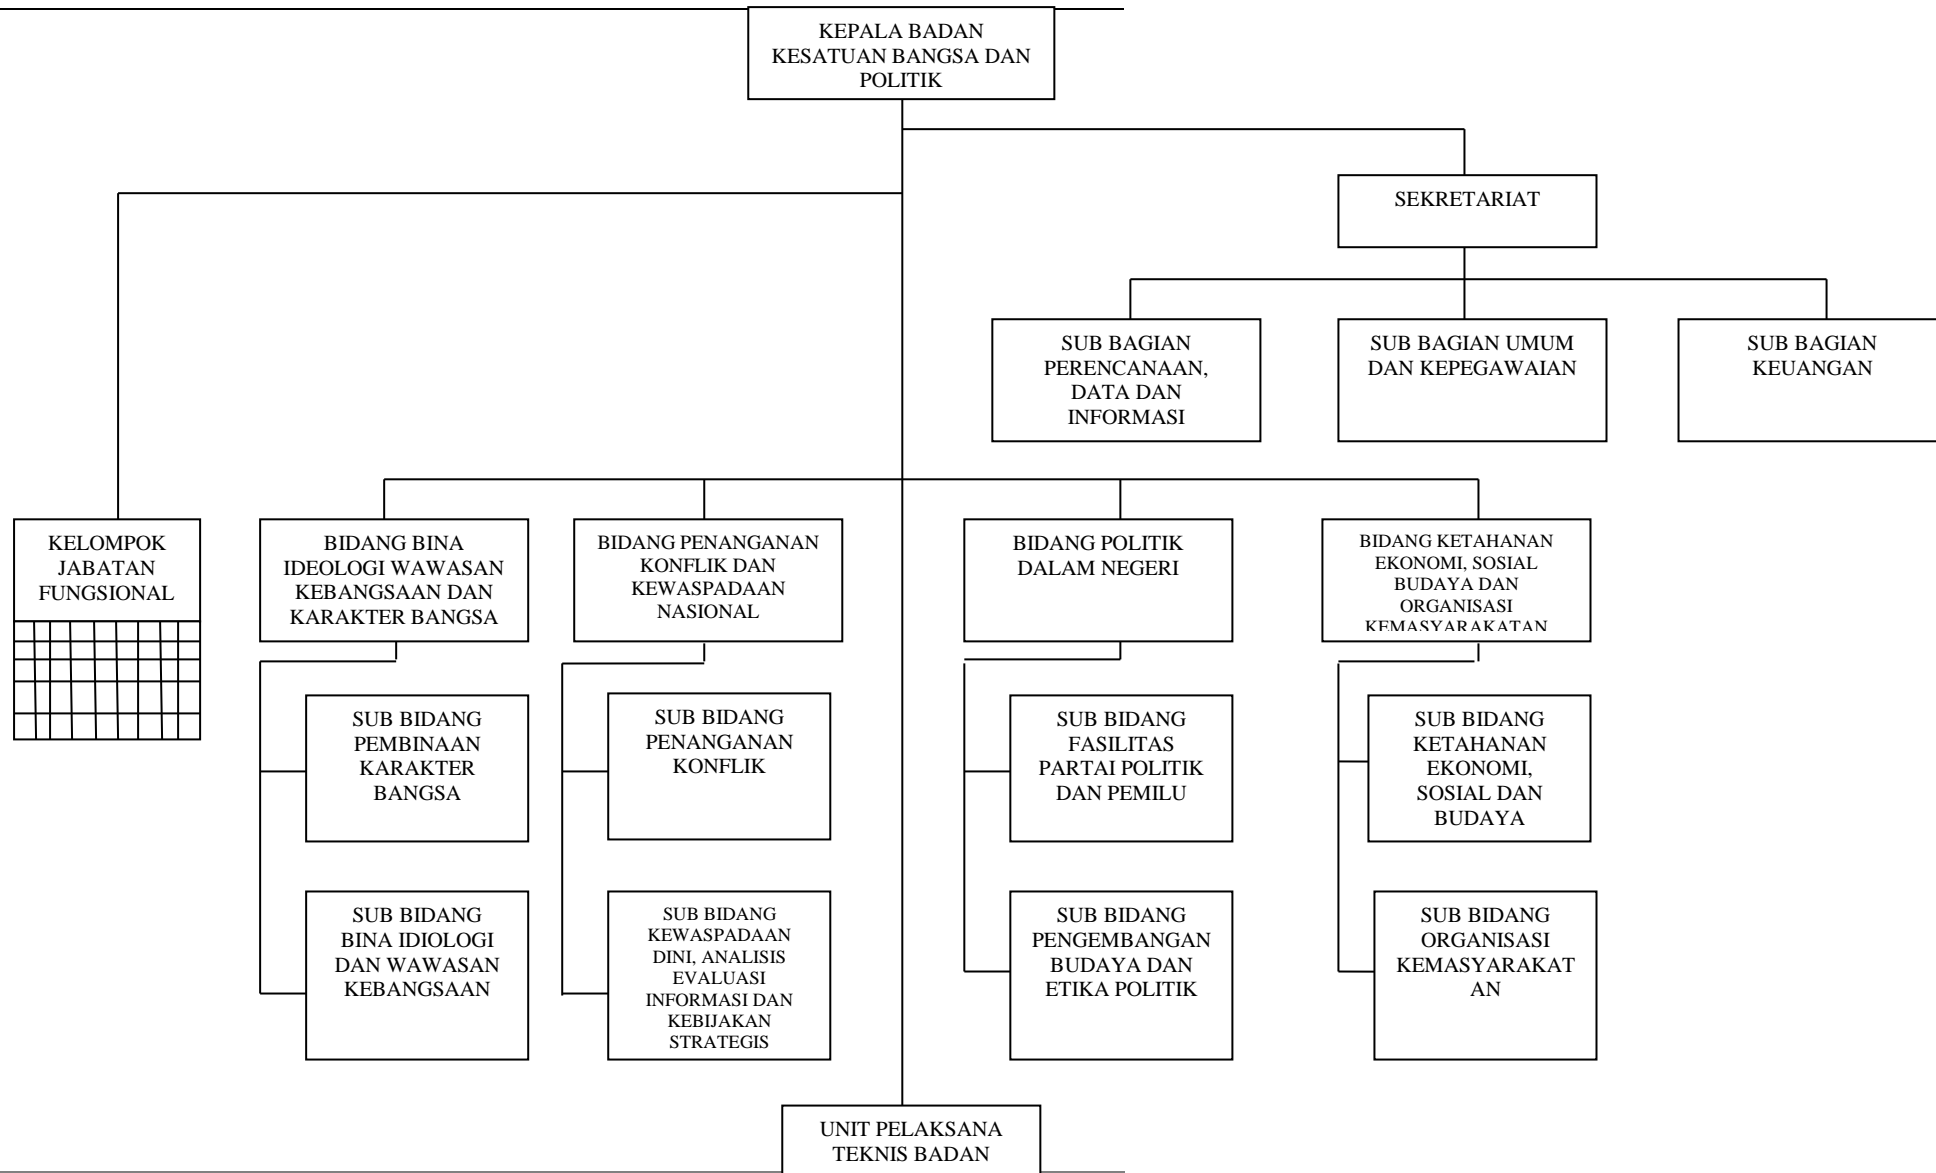 KEPALA BADAN
KESATUAN BANGSA DAN
POLITIK
SEKRETARIAT
SUB BAGIAN
PERENCANAAN,
DATA DAN
INFORMASI
SUB BAGIAN UMUM
DAN KEPEGAWAIAN
SUB BAGIAN
KEUANGAN
KELOMPOK
JABATAN
FUNGSIONAL
BIDANG BINA
IDEOLOGI WAWASAN
KEBANGSAAN DAN
KARAKTER BANGSA
BIDANG PENANGANAN
KONFLIK DAN
KEWASPADAAN
NASIONAL
BIDANG POLITIK
DALAM NEGERI
BIDANG KETAHANAN
EKONOMI, SOSIAL
BUDAYA DAN
ORGANISASI
KEMASYARAKATAN
SUB BIDANG
PEMBINAAN
KARAKTER
BANGSA
SUB BIDANG
PENANGANAN
KONFLIK
SUB BIDANG
FASILITAS
PARTAI POLITIK
DAN PEMILU
SUB BIDANG
KETAHANAN
EKONOMI,
SOSIAL DAN
BUDAYA
SUB BIDANG
BINA IDIOLOGI
DAN WAWASAN
KEBANGSAAN
SUB BIDANG
KEWASPADAAN
DINI, ANALISIS
EVALUASI
INFORMASI DAN
KEBIJAKAN
STRATEGIS
SUB BIDANG
PENGEMBANGAN
BUDAYA DAN
ETIKA POLITIK
SUB BIDANG
ORGANISASI
KEMASYARAKAT
AN
UNIT PELAKSANA
TEKNIS BADAN